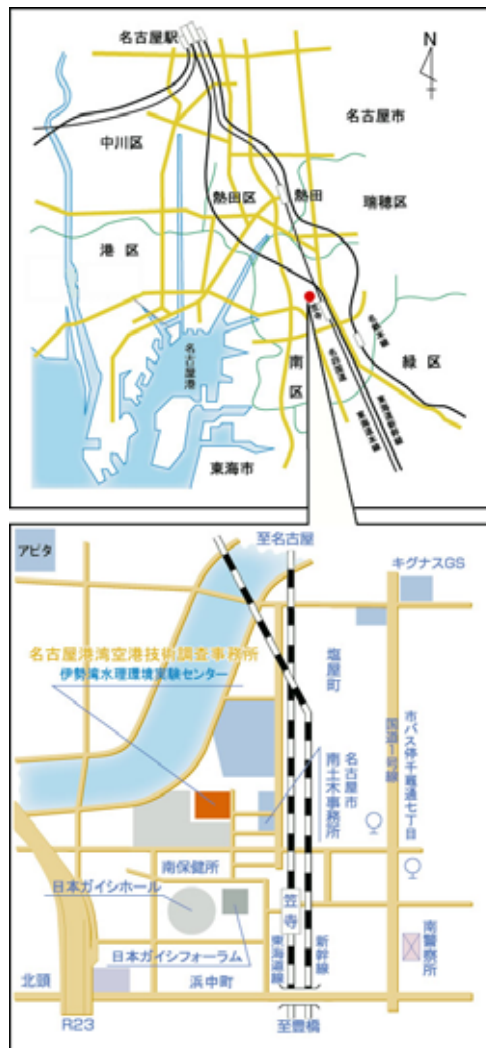 名古屋駅
N
名古屋市
中川区
熱田区
熱田
瑞穂区
港区
名古屋港
南区
緑区
東海市
アピタ
至名古屋
キグナスGS
名古屋港湾空港技術調査事務所
伊勢湾水理環境実験センター
塩屋町
国道1号線
市バス停千竈通七丁目
名古屋市
南土木事務所
南保健所
日本ガイシホール
笠寺
日本ガイシフォーラム
東海道線
新幹線
南警察所
北頭
浜中町
R23
至豊橋